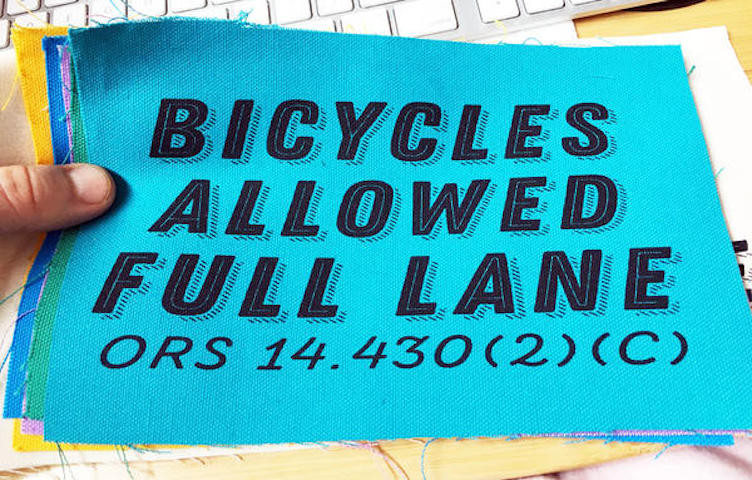 BICYCLES
ALLOWED
FULL LANE
ORS 14.430(2)(C)